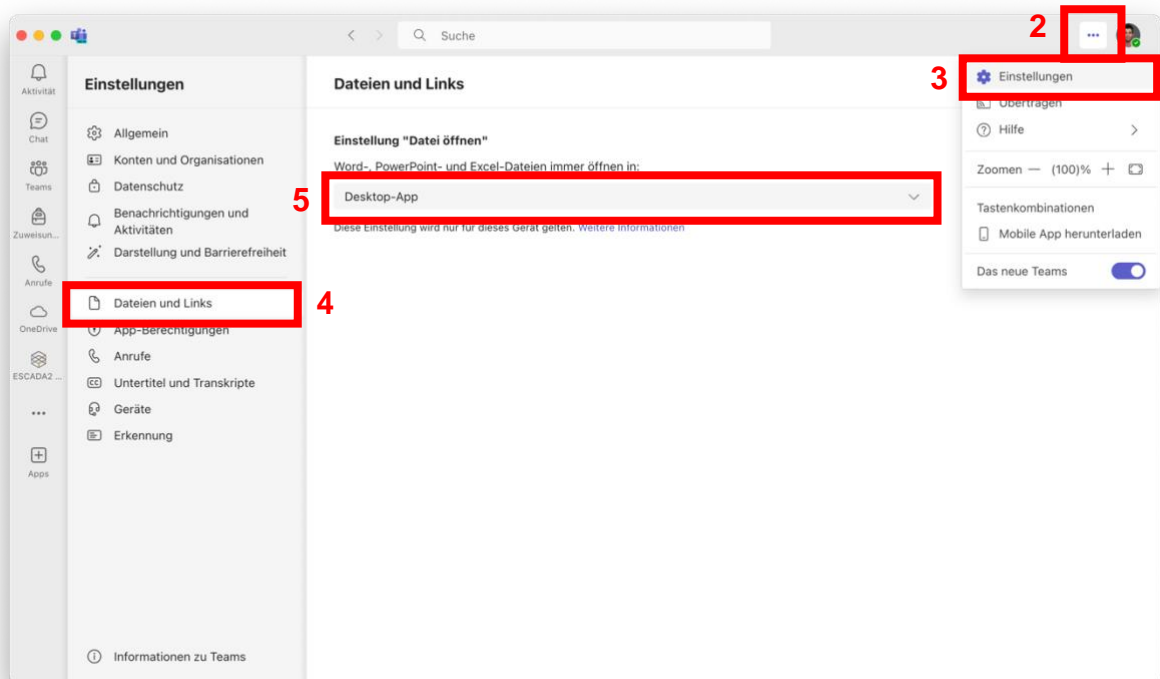 2
Suche
3
Einstellungen
Übertragen
Hilfe
Zoomen — (100)% +
Tastenkombinationen
Mobile App herunterladen
Das neue Teams
Aktivität
Chat
Teams
Zuweisun...
Anrufe
OneDrive
ESCADA2 ...
Apps
Einstellungen
Allgemein
Konten und Organisationen
Datenschutz
Benachrichtigungen und
Aktivitäten
Darstellung und Barrierefreiheit
Dateien und Links
4
App-Berechtigungen
Anrufe
CC Untertitel und Transkripte
Geräte
Erkennung
Informationen zu Teams
Dateien und Links
Einstellung "Datei öffnen"
Word-, PowerPoint- und Excel-Dateien immer öffnen in:
5
Desktop-App
Diese Einstellung wird nur für dieses Gerät gelten. Weitere Informationen